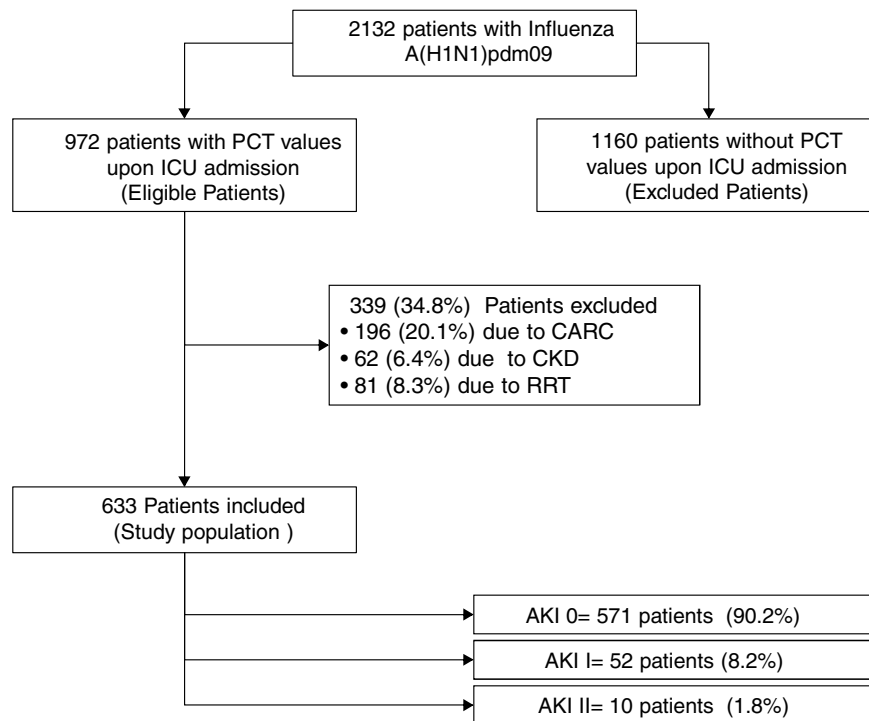 2132 patients with Influenza
A(H1N1)pdm09
972 patients with PCT values
upon ICU admission
(Eligible Patients)
1160 patients without PCT
values upon ICU admission
(Excluded Patients)
339 (34.8%) Patients excluded
• 196 (20.1%) due to CARC
• 62 (6.4%) due to CKD
• 81 (8.3%) due to RRT
633 Patients included
(Study population )
AKI 0= 571 patients (90.2%)
AKI I= 52 patients (8.2%)
AKI II= 10 patients (1.8%)